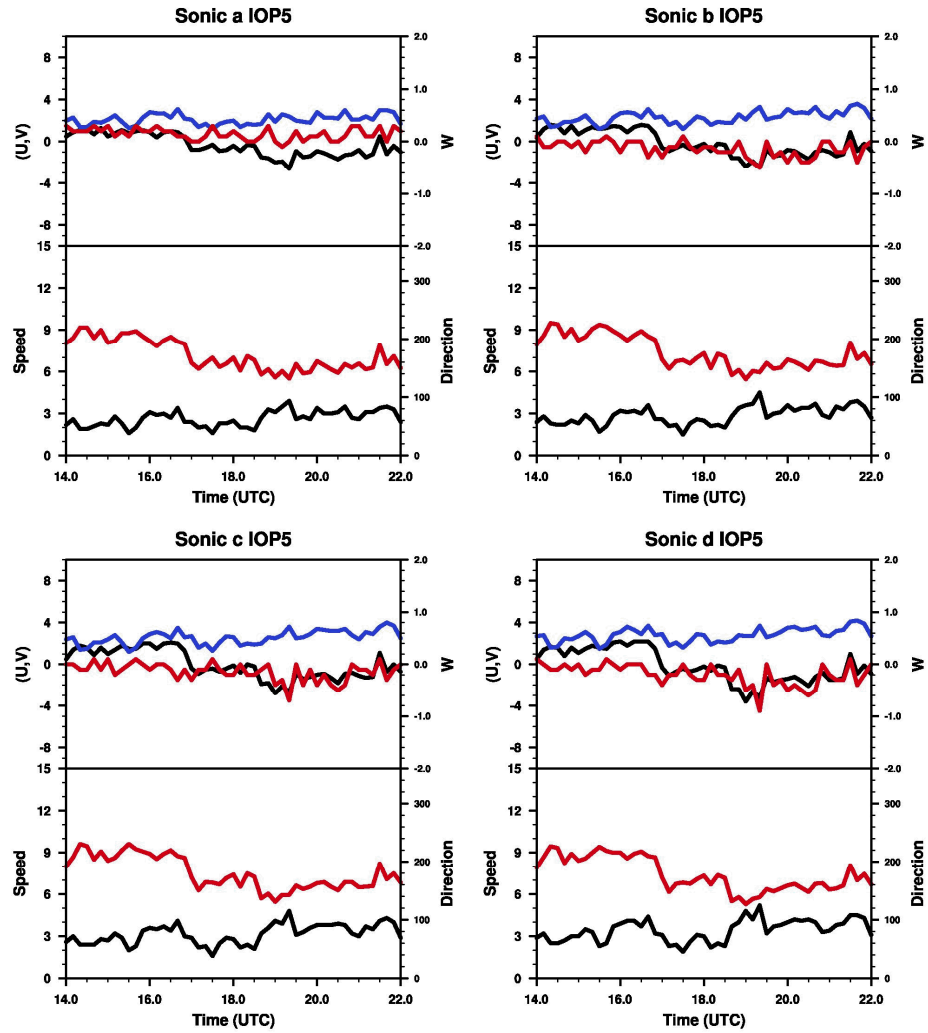 Sonic a IOP5
8
4
0
-4
-8
(U,V)
2.0
1.0
0.0
-1.0
-2.0
W
15
12
9
6
3
0
Speed
300
200
100
0
Direction
14.0 16.0 18.0 20.0 22.0
Time (UTC)
Sonic b IOP5
8
4
0
-4
-8
(U,V)
2.0
1.0
0.0
-1.0
-2.0
W
15
12
9
6
3
0
Speed
300
200
100
0
Direction
14.0 16.0 18.0 20.0 22.0
Time (UTC)
Sonic c IOP5
8
4
0
-4
-8
(U,V)
2.0
1.0
0.0
-1.0
-2.0
W
15
12
9
6
3
0
Speed
300
200
100
0
Direction
14.0 16.0 18.0 20.0 22.0
Time (UTC)
Sonic d IOP5
8
4
0
-4
-8
(U,V)
2.0
1.0
0.0
-1.0
-2.0
W
15
12
9
6
3
0
Speed
300
200
100
0
Direction
14.0 16.0 18.0 20.0 22.0
Time (UTC)